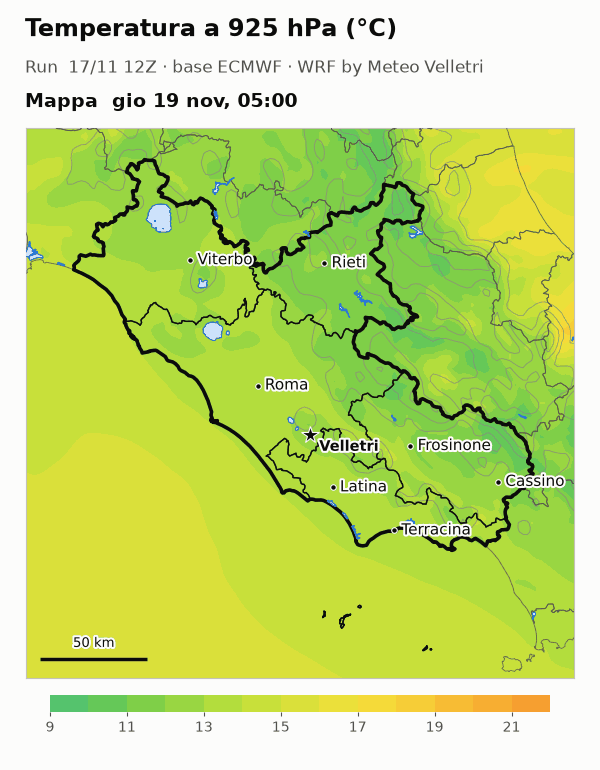 Temperatura a 925 hPa (°C)
Run  17/11 12Z · base ECMWF · WRF by Meteo Velletri
Mappa  gio 19 nov, 05:00
Viterbo
Rieti
Roma
Velletri
Frosinone
Latina
Cassino
Terracina
50 km
9 11 13 15 17 19 21